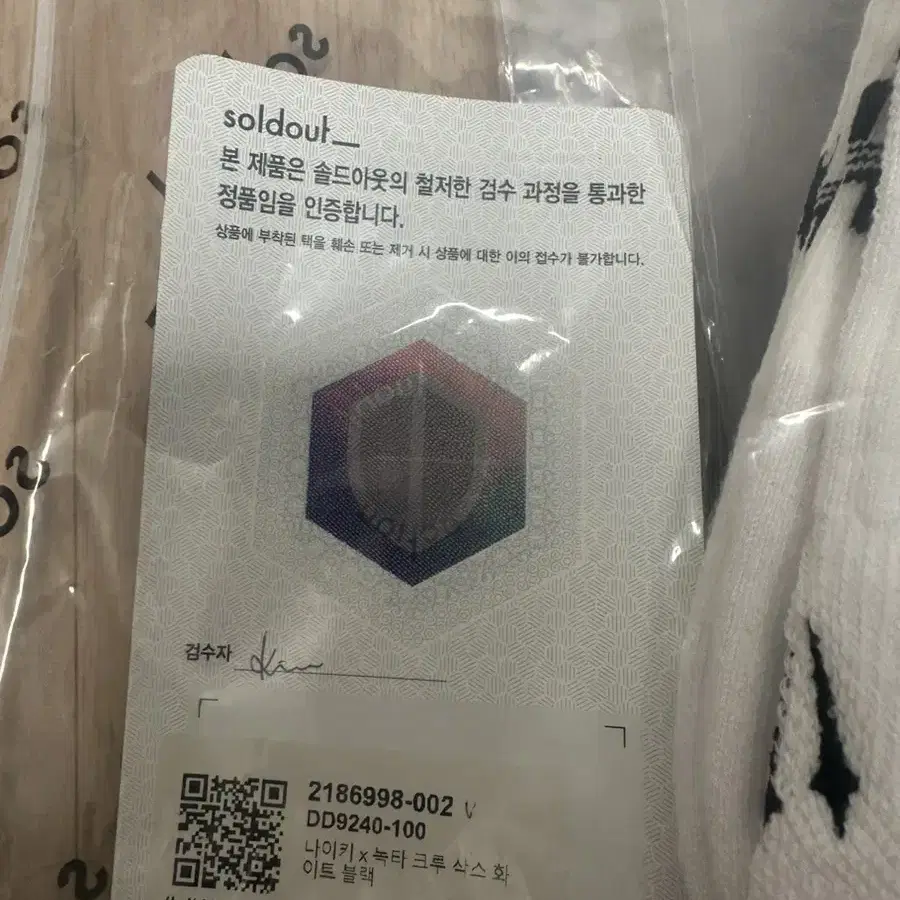 soldout_
본 제품은 솔드아웃의 철저한 검수 과정을 통과한
정품임을 인증합니다.
상품에 부착된 택을 훼손 또는 제거 시 상품에 대한 이의 접수가 불가합니다.
검수자
2186998-002 V
DD9240-100
나이키 x 녹타 크루 삭스 화
이트 블랙